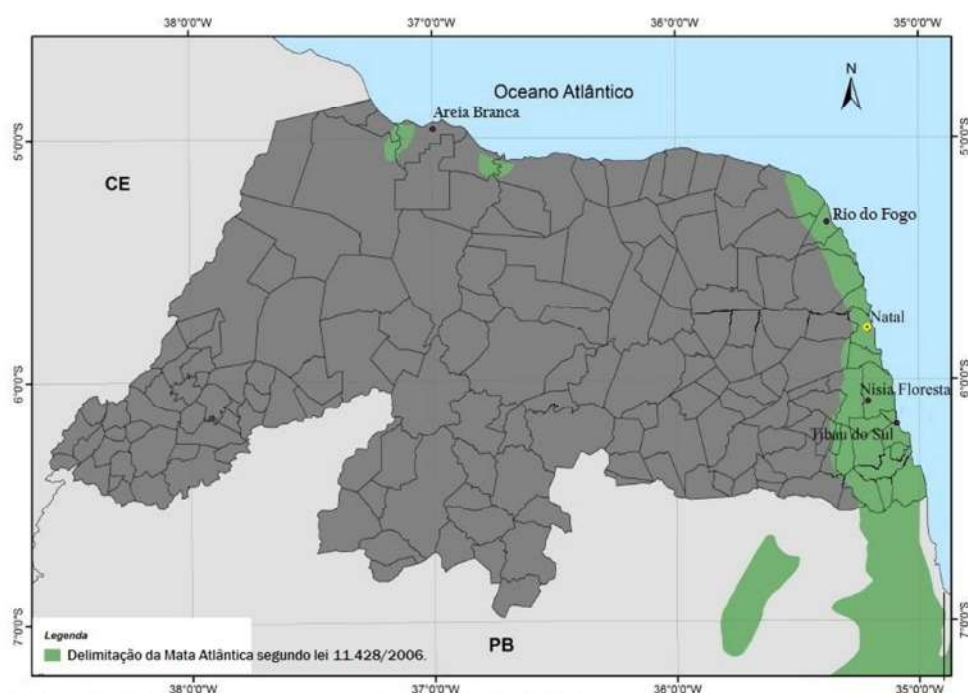 38°0'0"W 37°0'0"W 36°0'0"W 35°0'0"W
Oceano Atlântico
N
Areia Branca
5°0'0"S 5°0'0"S
CE
Rio do Fogo
Natal
6°0'0"S 6°0'0"S
Nisia Floresta
Tibau do Sul
7°0'0"S 7°0'0"S
Legenda
Delimitação da Mata Atlântica segundo lei 11.428/2006.
PB
38°0'0"W 37°0'0"W 36°0'0"W 35°0'0"W